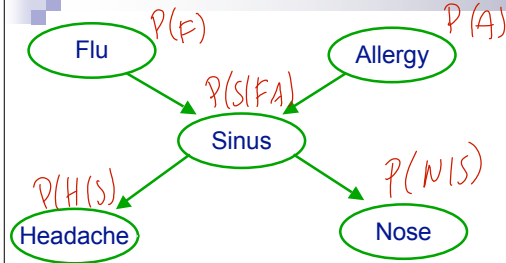 Flu P(F)
Allergy P(A)
P(S|FA)
Sinus
P(H|S)
Headache
P(N|S)
Nose